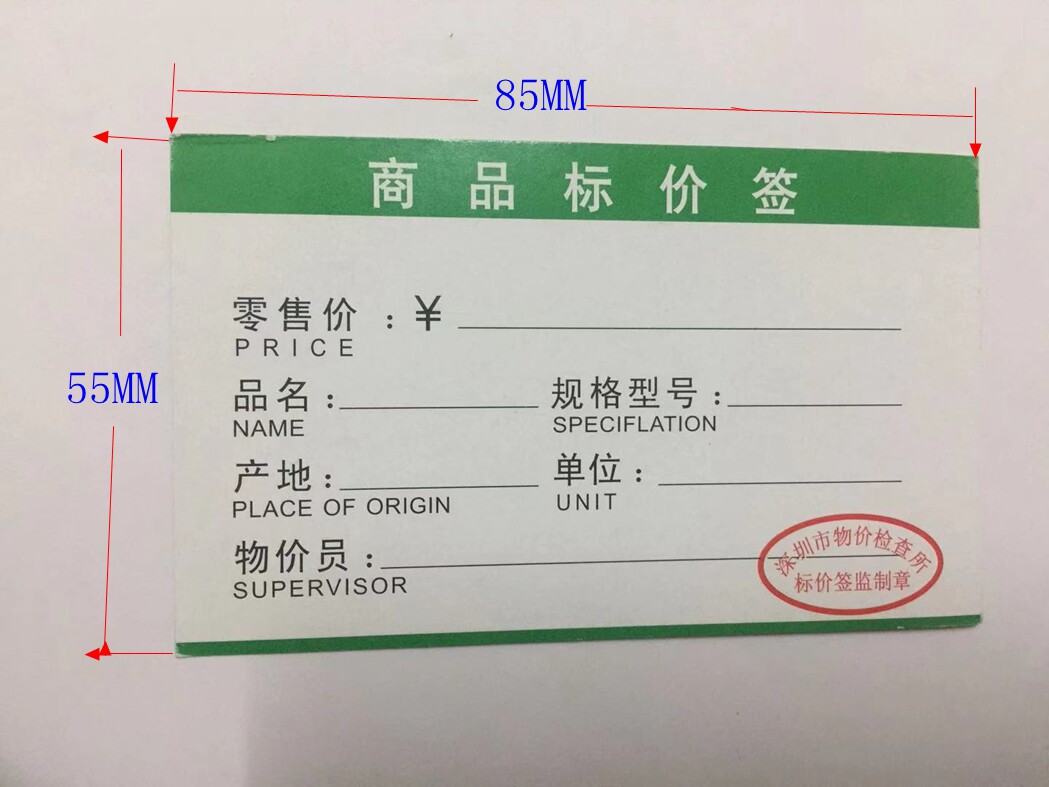 85MM
商品标价签
零售价：¥
PRICE
55MM
品名： 规格型号：
NAME SPECIFLATION
产地： 单位：
PLACE OF ORIGIN UNIT
物价员：
SUPERVISOR
深圳市物价检查所
标价签监制章